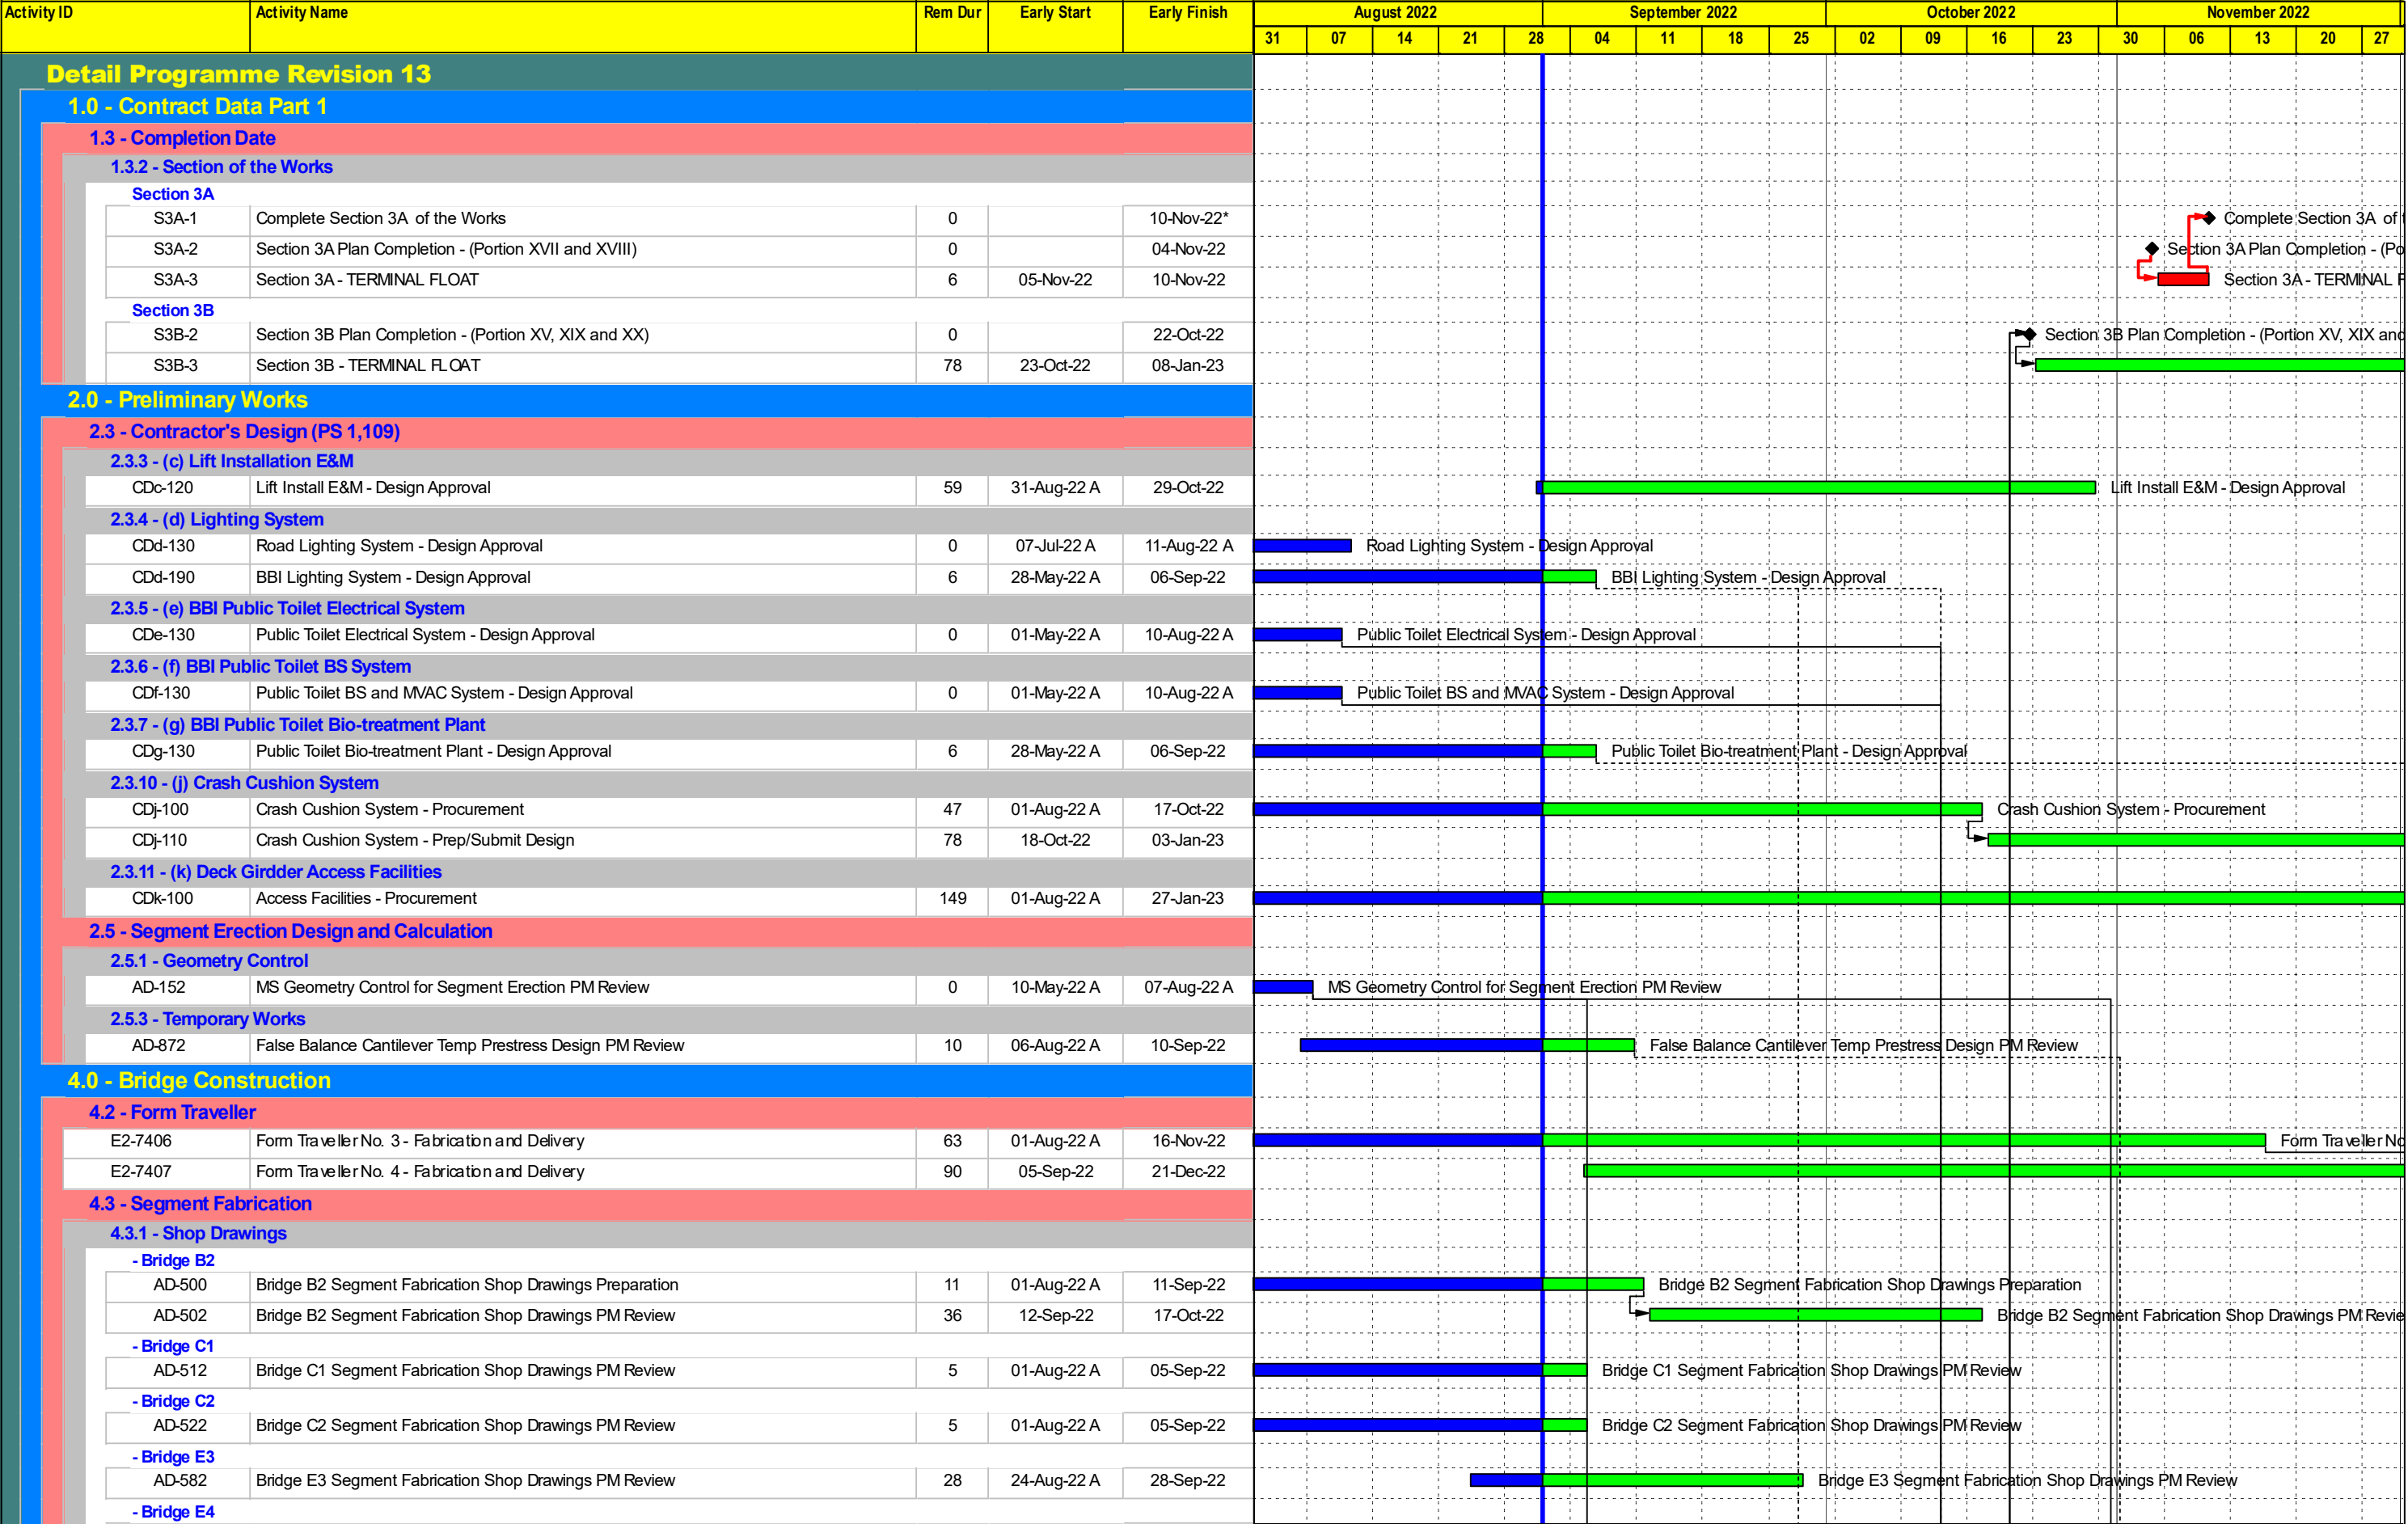 Activity ID Activity Name Rem Dur Early Start Early Finish August 2022 September 2022 October 2022 November 2022
31 07 14 21 28 04 11 18 25 02 09 16 23 30 06 13 20 27
Detail Programme Revision 13
1.0 - Contract Data Part 1
1.3 - Completion Date
1.3.2 - Section of the Works
Section 3A
S3A-1 Complete Section 3A of the Works 0 10-Nov-22* Complete Section 3A of
S3A-2 Section 3A Plan Completion - (Portion XVII and XVIII) 0 04-Nov-22 Section 3A Plan Completion - (Po
S3A-3 Section 3A - TERMINAL FLOAT 6 05-Nov-22 10-Nov-22 Section 3A - TERMINAL F
Section 3B
S3B-2 Section 3B Plan Completion - (Portion XV, XIX and XX) 0 22-Oct-22 Section 3B Plan Completion - (Portion XV, XIX and
S3B-3 Section 3B - TERMINAL FLOAT 78 23-Oct-22 08-Jan-23
2.0 - Preliminary Works
2.3 - Contractor's Design (PS 1,109)
2.3.3 - (c) Lift Installation E&M
CDc-120 Lift Install E&M - Design Approval 59 31-Aug-22 A 29-Oct-22 Lift Install E&M - Design Approval
2.3.4 - (d) Lighting System
CDd-130 Road Lighting System - Design Approval 0 07-Jul-22 A 11-Aug-22 A Road Lighting System - Design Approval
CDd-190 BBI Lighting System - Design Approval 6 28-May-22 A 06-Sep-22 BBI Lighting System - Design Approval
2.3.5 - (e) BBI Public Toilet Electrical System
CDe-130 Public Toilet Electrical System - Design Approval 0 01-May-22 A 10-Aug-22 A Public Toilet Electrical System - Design Approval
2.3.6 - (f) BBI Public Toilet BS System
CDf-130 Public Toilet BS and MVAC System - Design Approval 0 01-May-22 A 10-Aug-22 A Public Toilet BS and MVAC System - Design Approval
2.3.7 - (g) BBI Public Toilet Bio-treatment Plant
CDg-130 Public Toilet Bio-treatment Plant - Design Approval 6 28-May-22 A 06-Sep-22 Public Toilet Bio-treatment Plant - Design Approval
2.3.10 - (j) Crash Cushion System
CDj-100 Crash Cushion System - Procurement 47 01-Aug-22 A 17-Oct-22 Crash Cushion System - Procurement
CDj-110 Crash Cushion System - Prep/Submit Design 78 18-Oct-22 03-Jan-23
2.3.11 - (k) Deck Girdder Access Facilities
CDk-100 Access Facilities - Procurement 149 01-Aug-22 A 27-Jan-23
2.5 - Segment Erection Design and Calculation
2.5.1 - Geometry Control
AD-152 MS Geometry Control for Segment Erection PM Review 0 10-May-22 A 07-Aug-22 A MS Geometry Control for Segment Erection PM Review
2.5.3 - Temporary Works
AD-872 False Balance Cantilever Temp Prestress Design PM Review 10 06-Aug-22 A 10-Sep-22 False Balance Cantilever Temp Prestress Design PM Review
4.0 - Bridge Construction
4.2 - Form Traveller
E2-7406 Form Traveller No. 3 - Fabrication and Delivery 63 01-Aug-22 A 16-Nov-22 Form Traveller No
E2-7407 Form Traveller No. 4 - Fabrication and Delivery 90 05-Sep-22 21-Dec-22
4.3 - Segment Fabrication
4.3.1 - Shop Drawings
- Bridge B2
AD-500 Bridge B2 Segment Fabrication Shop Drawings Preparation 11 01-Aug-22 A 11-Sep-22 Bridge B2 Segment Fabrication Shop Drawings Preparation
AD-502 Bridge B2 Segment Fabrication Shop Drawings PM Review 36 12-Sep-22 17-Oct-22 Bridge B2 Segment Fabrication Shop Drawings PM Revie
- Bridge C1
AD-512 Bridge C1 Segment Fabrication Shop Drawings PM Review 5 01-Aug-22 A 05-Sep-22 Bridge C1 Segment Fabrication Shop Drawings PM Review
- Bridge C2
AD-522 Bridge C2 Segment Fabrication Shop Drawings PM Review 5 01-Aug-22 A 05-Sep-22 Bridge C2 Segment Fabrication Shop Drawings PM Review
- Bridge E3
AD-582 Bridge E3 Segment Fabrication Shop Drawings PM Review 28 24-Aug-22 A 28-Sep-22 Bridge E3 Segment Fabrication Shop Drawings PM Review
- Bridge E4